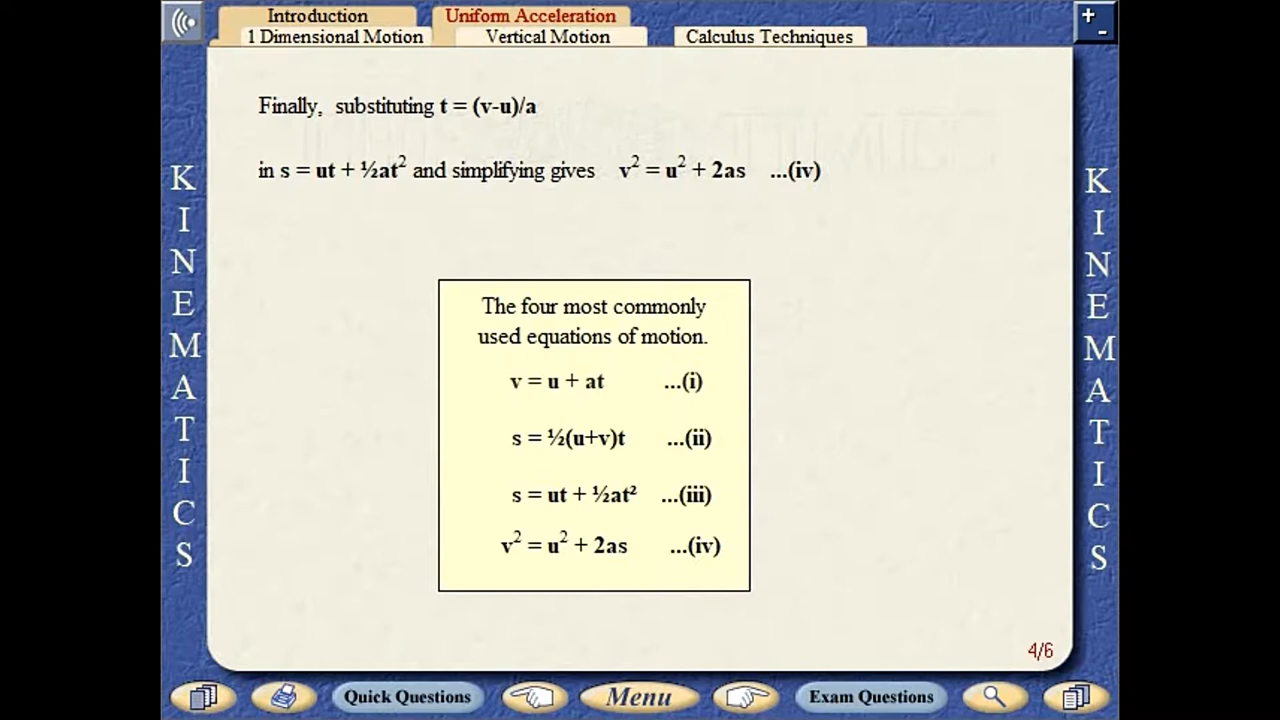 Introduction
Uniform Acceleration
1 Dimensional Motion
Vertical Motion
Calculus Techniques
+
-
Finally, substituting t = (v-u)/a
in s = ut + ½at² and simplifying gives v² = u² + 2as ...(iv)
The four most commonly
used equations of motion.
v = u + at ...(i)
s = ½(u+v)t ...(ii)
s = ut + ½at² ...(iii)
v² = u² + 2as ...(iv)
KINEMATICS
KINEMATICS
4/6
Quick Questions
Menu
Exam Questions